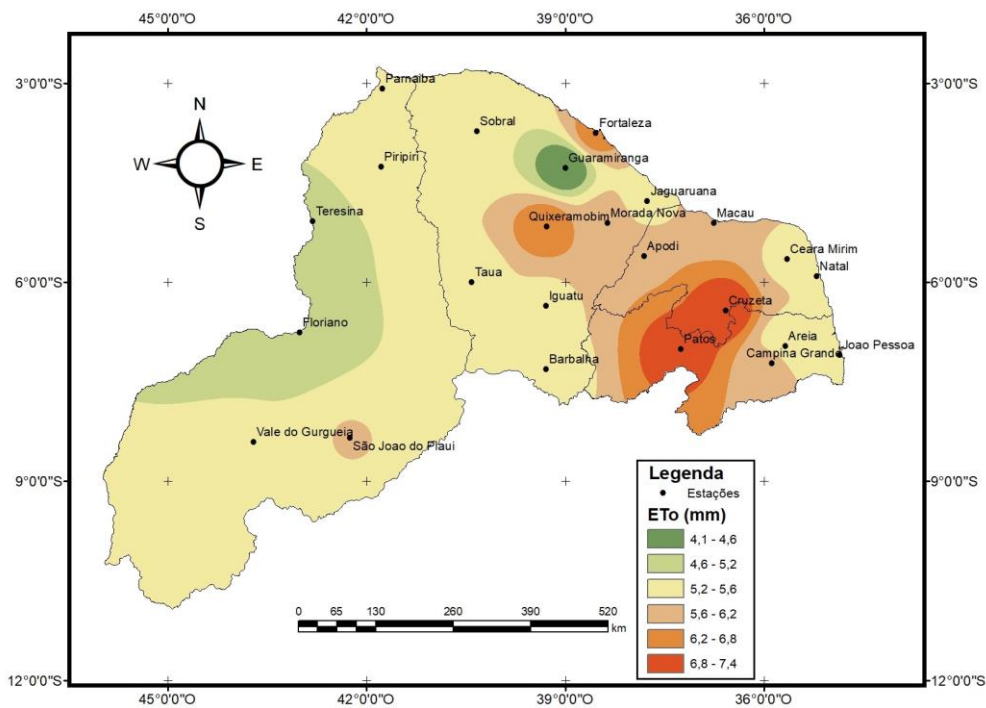 45°0'0"S 42°0'0"S 39°0'0"S 36°0'0"S
3°0'0"S 3°0'0"S
Parnaiba
Sobral
Fortaleza
N
W E
S
Piripiri
Guaramiranga
Jaguaruana
Teresina
Quixeramobim Morada Nova
Macau
Apodi
Ceara Mirim
Natal
6°0'0"S 6°0'0"S
Taua
Iguatu
Cruzeta
Floriano
Patos
Areia
Joao Pessoa
Campina Grande
Barbalha
Vale do Gurgueia
São Joao do PIaui
9°0'0"S 9°0'0"S
Legenda
Estações
ETo (mm)
4,1 - 4,6
4,6 - 5,2
5,2 - 5,6
5,6 - 6,2
6,2 - 6,8
6,8 - 7,4
0 65 130 260 390 520
km
12°0'0"S 12°0'0"S
45°0'0"S 42°0'0"S 39°0'0"S 36°0'0"S